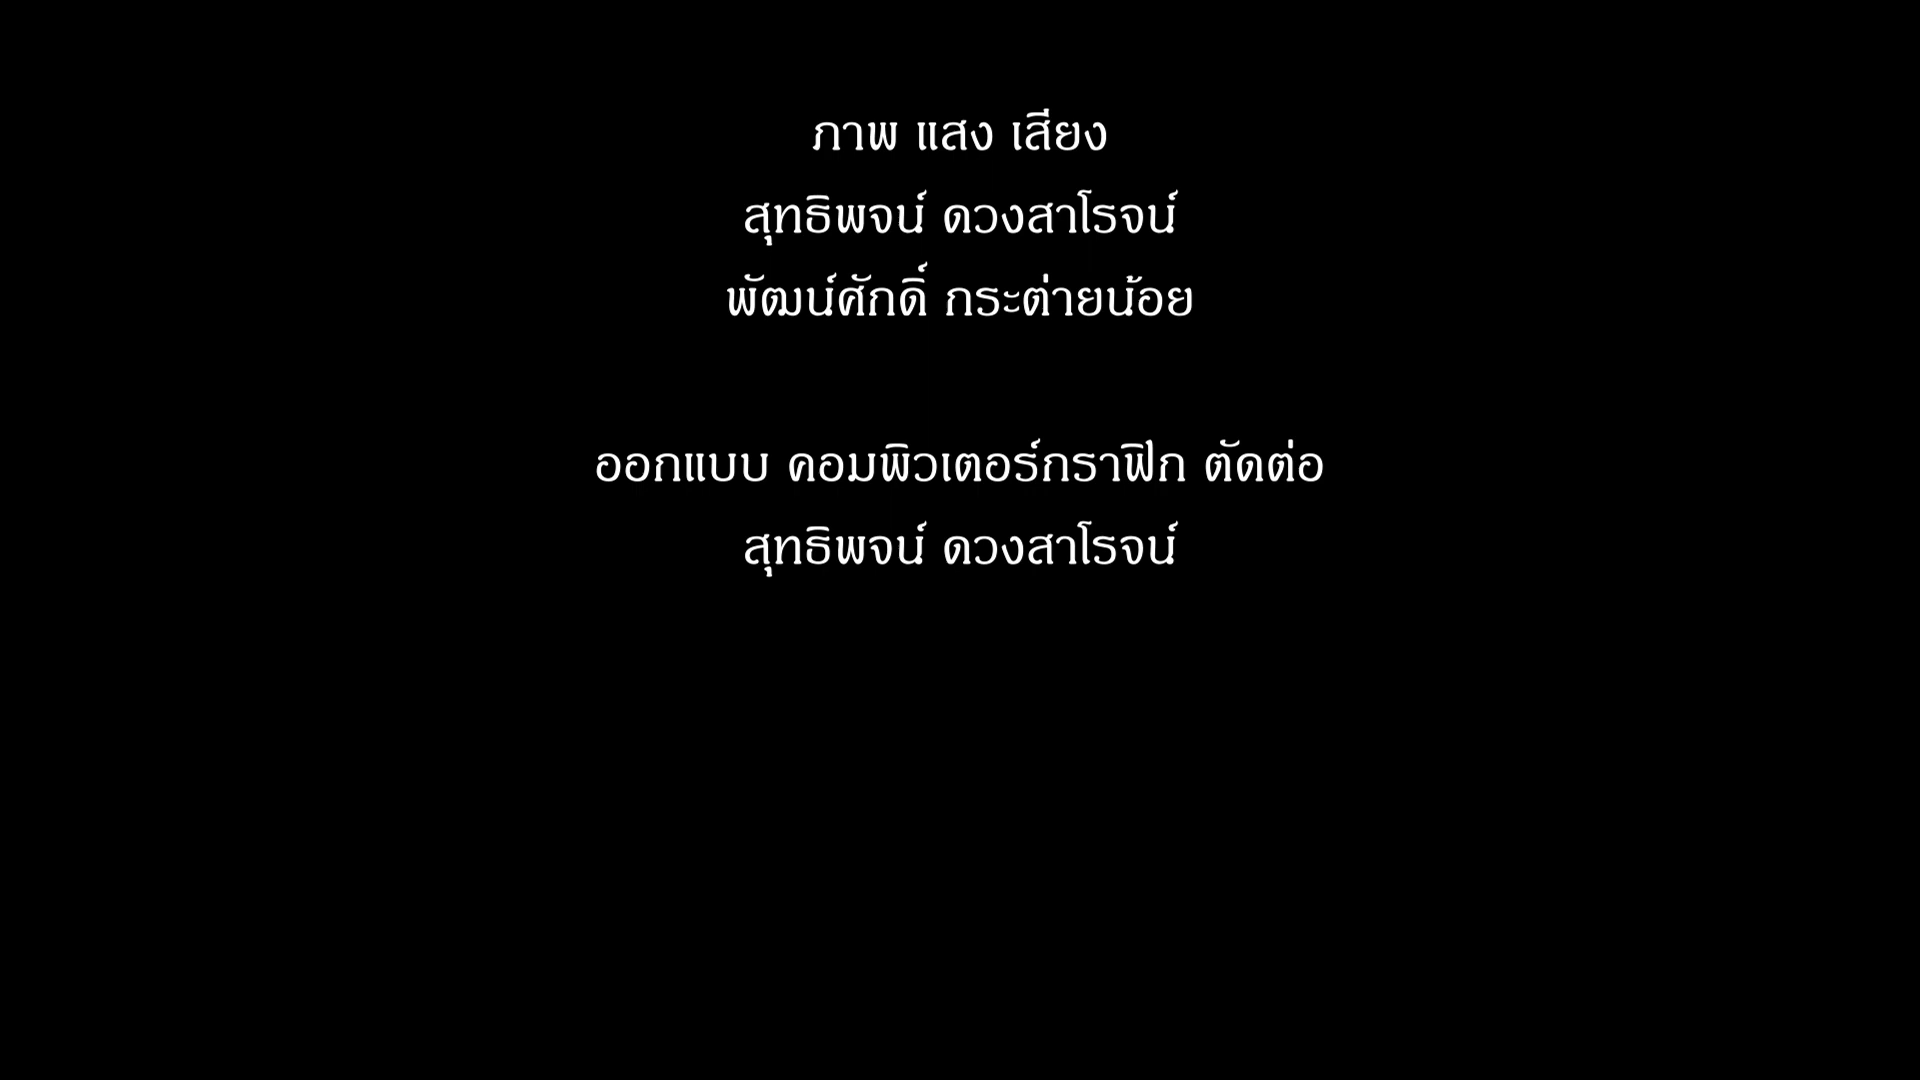 ภาพ แสง เสียง
สุทธิพจน์ ดวงสาโรจน์
พัฒน์ศักดิ์ กระต่ายน้อย
ออกแบบ คอมพิวเตอร์กราฟิก ตัดต่อ
สุทธิพจน์ ดวงสาโรจน์